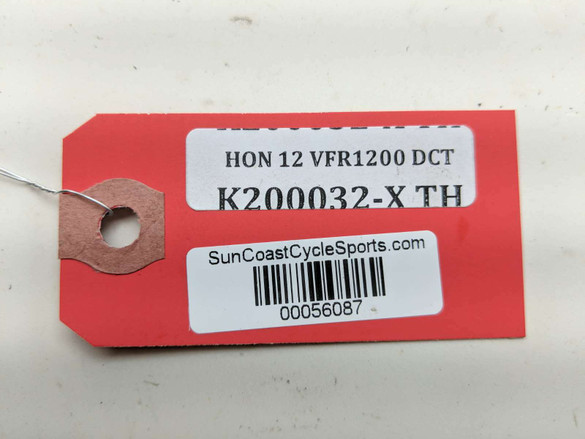 HON 12 VFR1200 DCT
K200032-X TH
SunCoastCycleSports.com
00056087